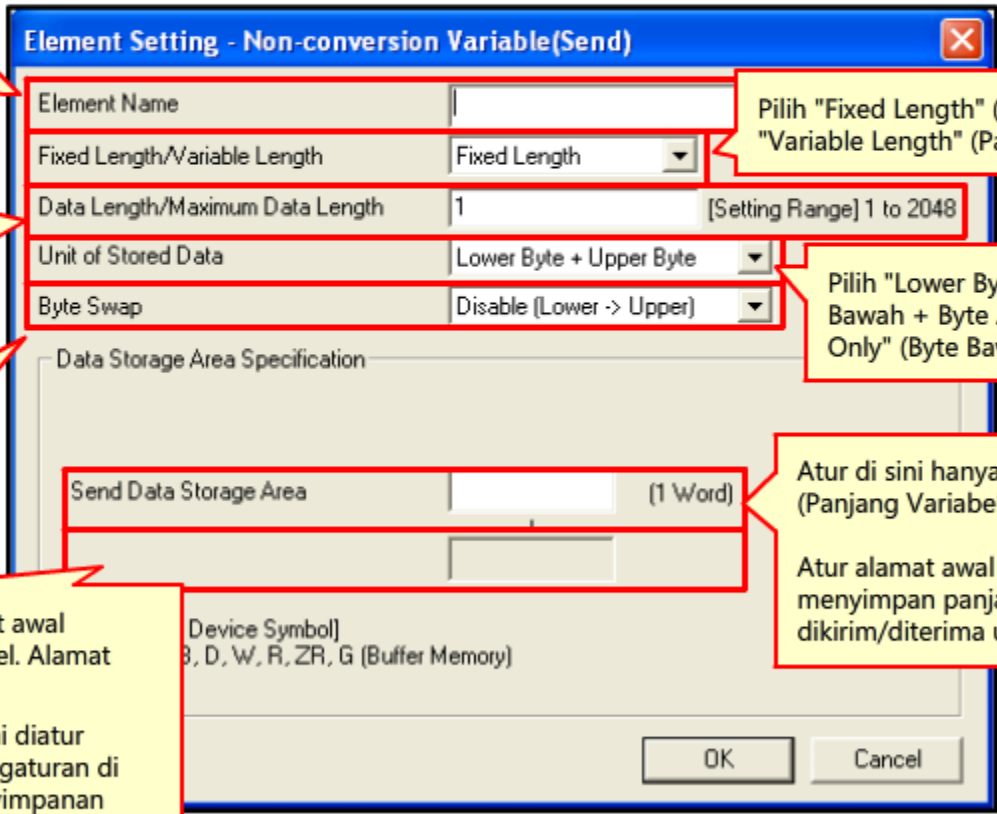 Element Setting - Non-conversion Variable(Send)
Element Name
Pilih "Fixed Length" (
"Variable Length" (Pa
Fixed Length/Variable Length
Fixed Length
Data Length/Maximum Data Length
1
[Setting Range] 1 to 2048
Unit of Stored Data
Lower Byte + Upper Byte
Byte Swap
Disable (Lower -> Upper)
Pilih "Lower By
Bawah + Byte
Only" (Byte Ba
Data Storage Area Specification
Send Data Storage Area
(1 Word)
Atur di sini hanya
(Panjang Variabe
Atur alamat awal
menyimpan panja
dikirim/diterima u
t awal
el. Alamat
i diatur
gaturan di
yimpanan
Device Symbol]
, D, W, R, ZR, G (Buffer Memory)
OK
Cancel